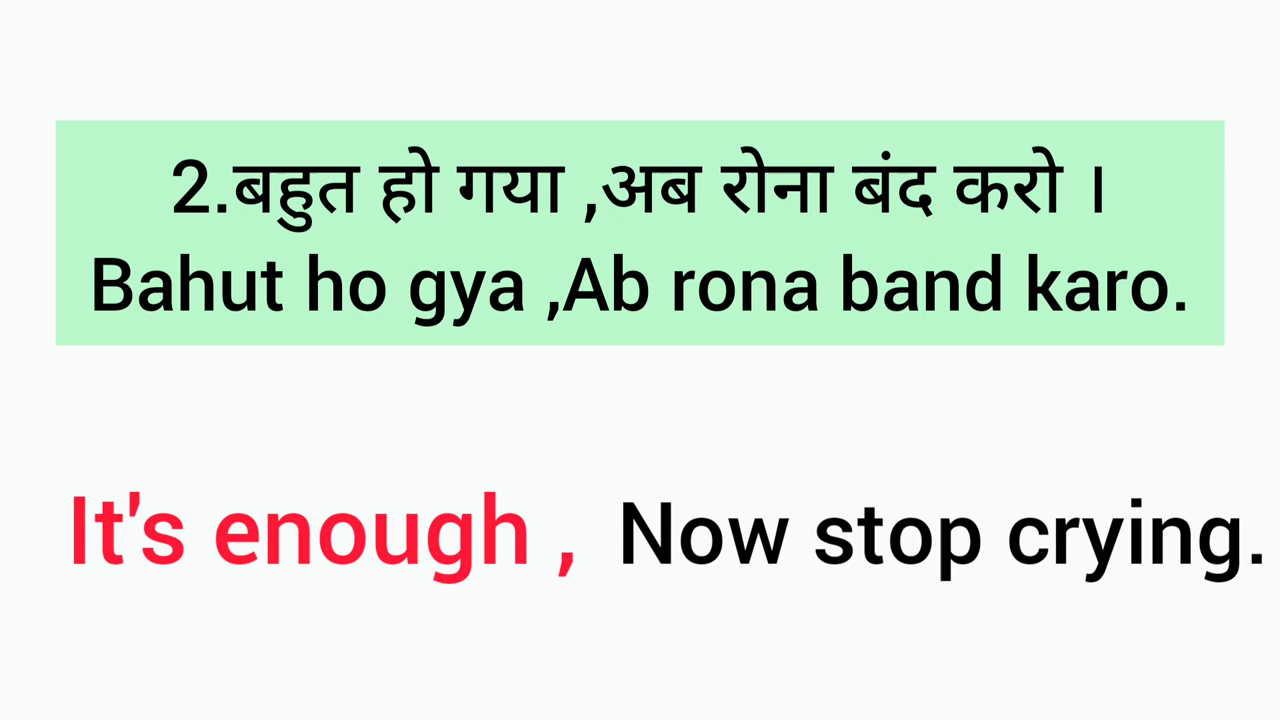 2.बहुत हो गया ,अब रोना बंद करो ।
Bahut ho gya ,Ab rona band karo.
It's enough , Now stop crying.